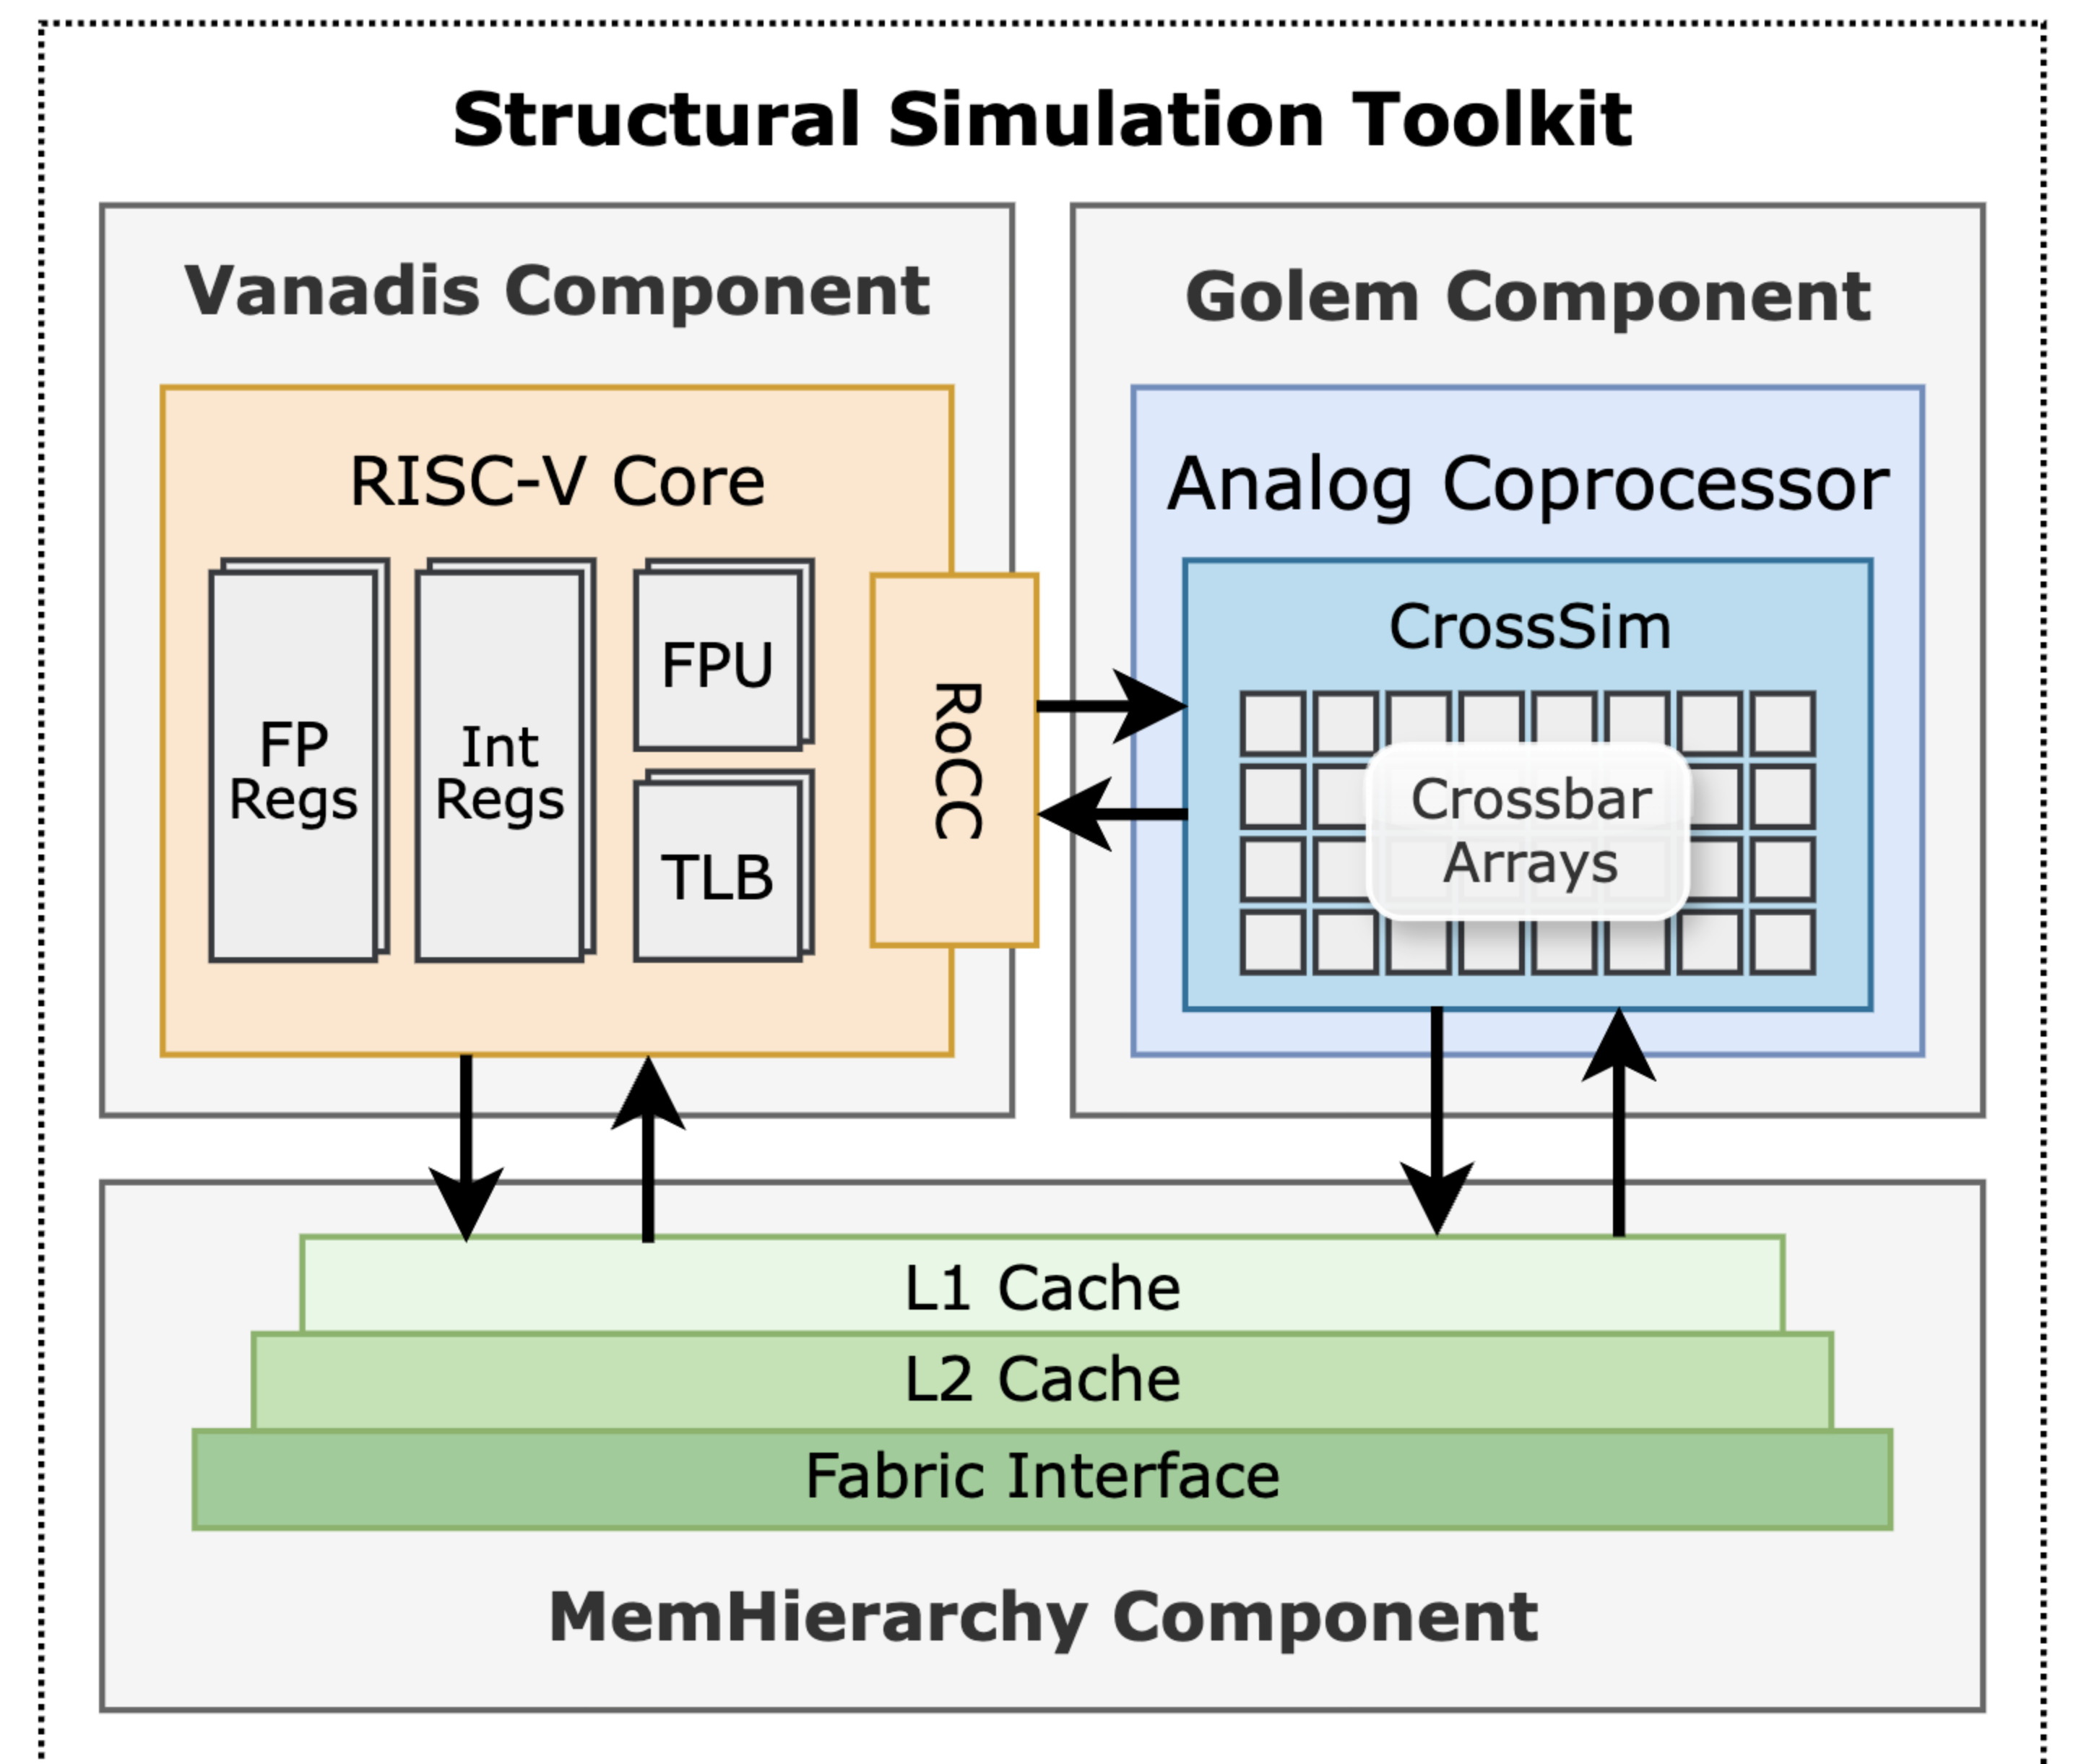 Structural Simulation Toolkit
Vanadis Component
RISC-V Core
FP
Regs
Int
Regs
FPU
TLB
RoCC
Golem Component
Analog Coprocessor
CrossSim
Crossbar
Arrays
L1 Cache
L2 Cache
Fabric Interface
MemHierarchy Component